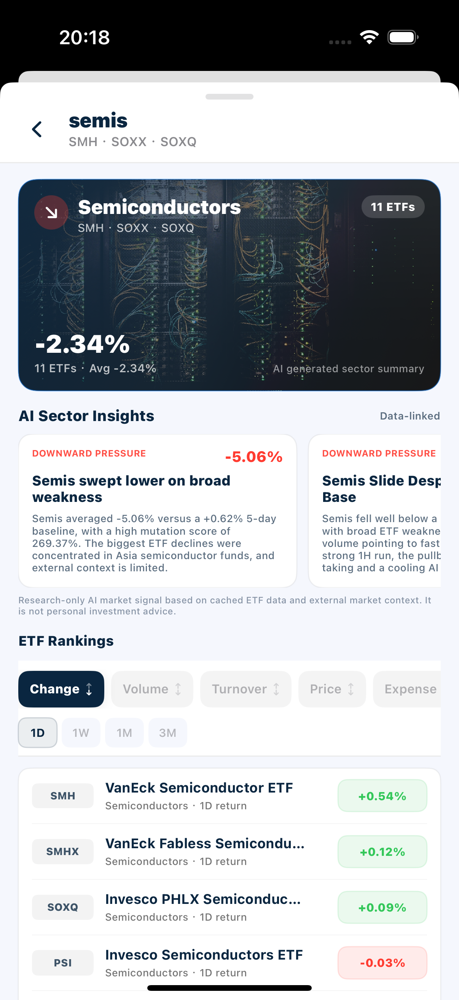 20:18
semis
SMH · SOXX · SOXQ
Semiconductors
11 ETFs
SMH · SOXX · SOXQ
-2.34%
11 ETFs · Avg -2.34%
AI generated sector summary
AI Sector Insights
Data-linked
DOWNWARD PRESSURE
-5.06%
Semis swept lower on broad
weakness
Semis averaged -5.06% versus a +0.62% 5-day
baseline, with a high mutation score of
269.37%. The biggest ETF declines were
concentrated in Asia semiconductor funds, and
external context is limited.
DOWNWARD PRESSURE
Semis Slide Desp
Base
Semis fell well below a
with broad ETF weakne
volume pointing to fast
strong 1H run, the pullb
taking and a cooling AI
Research-only AI market signal based on cached ETF data and external market context. It
is not personal investment advice.
ETF Rankings
Change
Volume
Turnover
Price
Expense
1D
1W
1M
3M
SMH
VanEck Semiconductor ETF
Semiconductors · 1D return
+0.54%
SMHX
VanEck Fabless Semicondu...
Semiconductors · 1D return
+0.12%
SOXQ
Invesco PHLX Semiconduc...
Semiconductors · 1D return
+0.09%
PSI
Invesco Semiconductors ETF
Semiconductors · 1D return
-0.03%